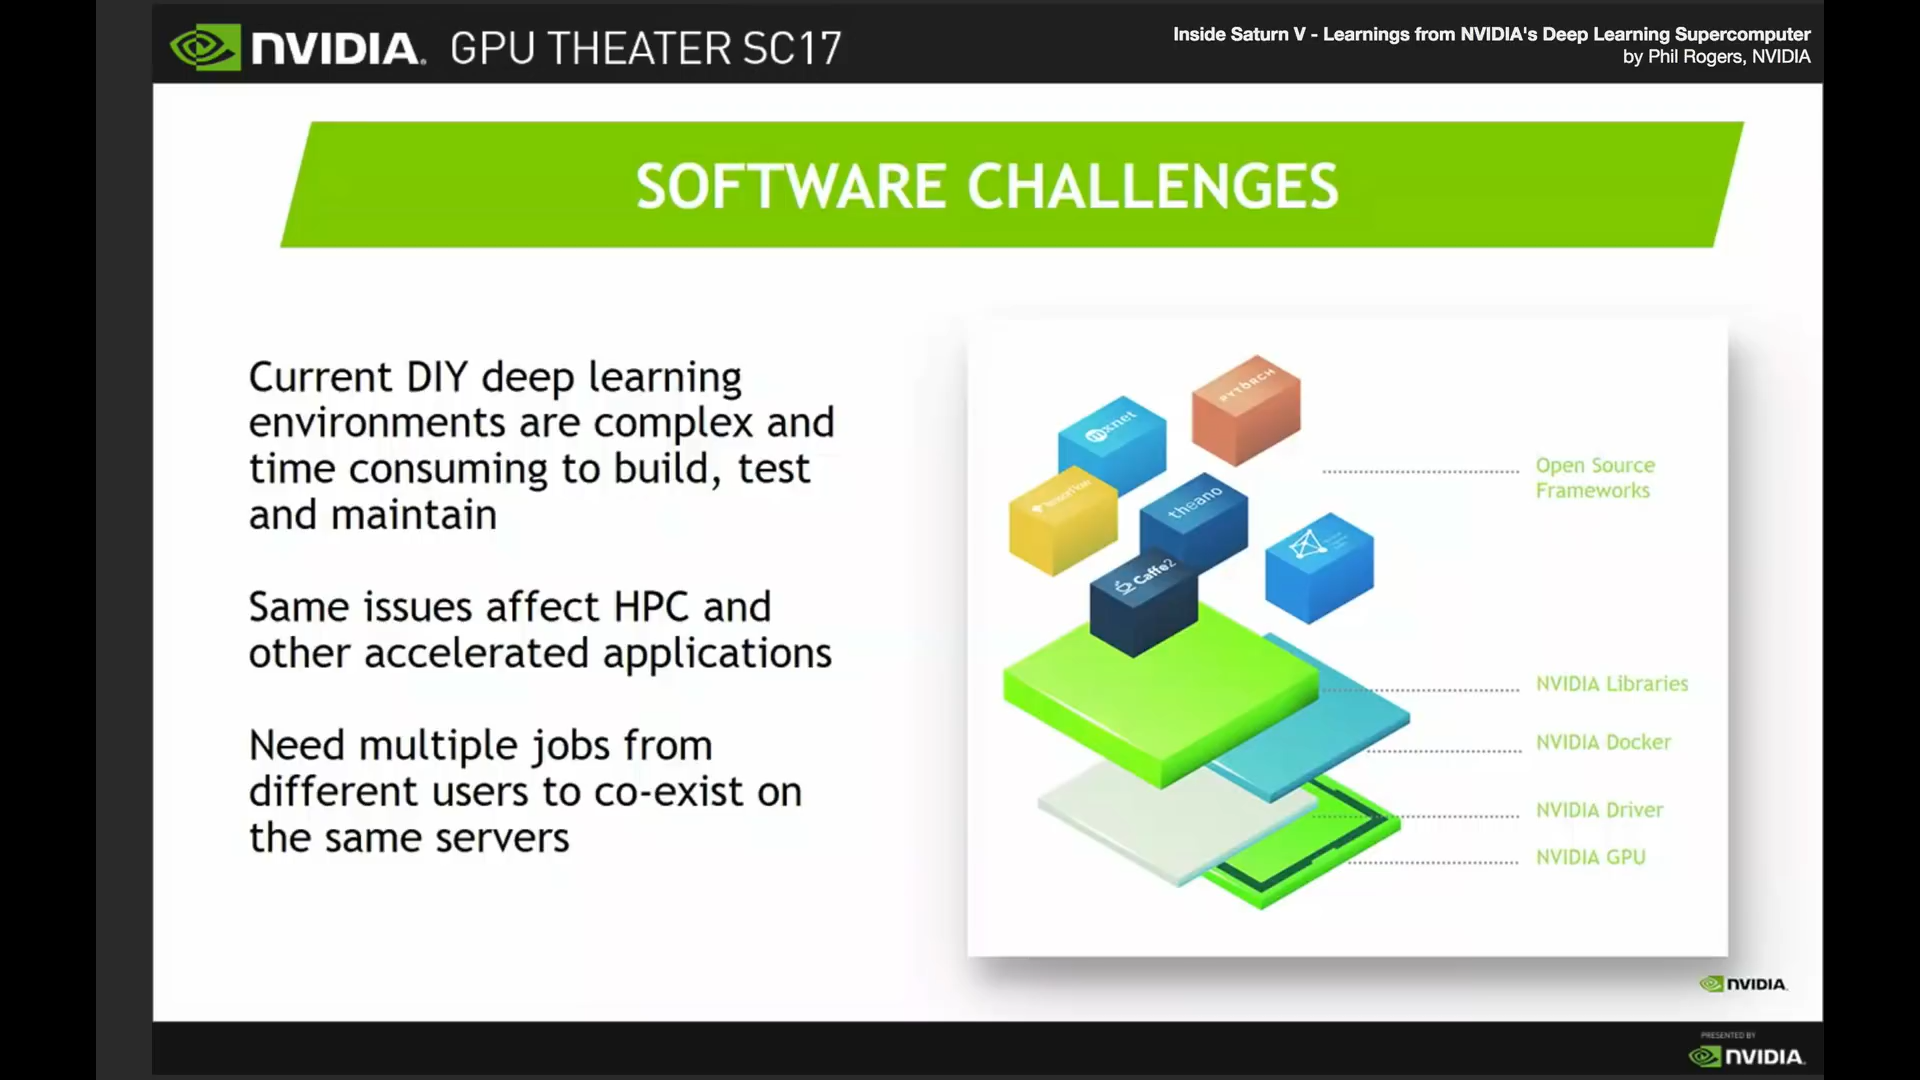 NVIDIA. GPU THEATER SC17
Inside Saturn V - Learnings from NVIDIA's Deep Learning Supercomputer
by Phil Rogers, NVIDIA
SOFTWARE CHALLENGES
Current DIY deep learning
environments are complex and
time consuming to build, test
and maintain
Same issues affect HPC and
other accelerated applications
Need multiple jobs from
different users to co-exist on
the same servers
PYTORCH
mxnet
TensorFlow
theano
Caffe2
Open Source
Frameworks
NVIDIA Libraries
NVIDIA Docker
NVIDIA Driver
NVIDIA GPU
NVIDIA.
PRESENTED BY
NVIDIA.